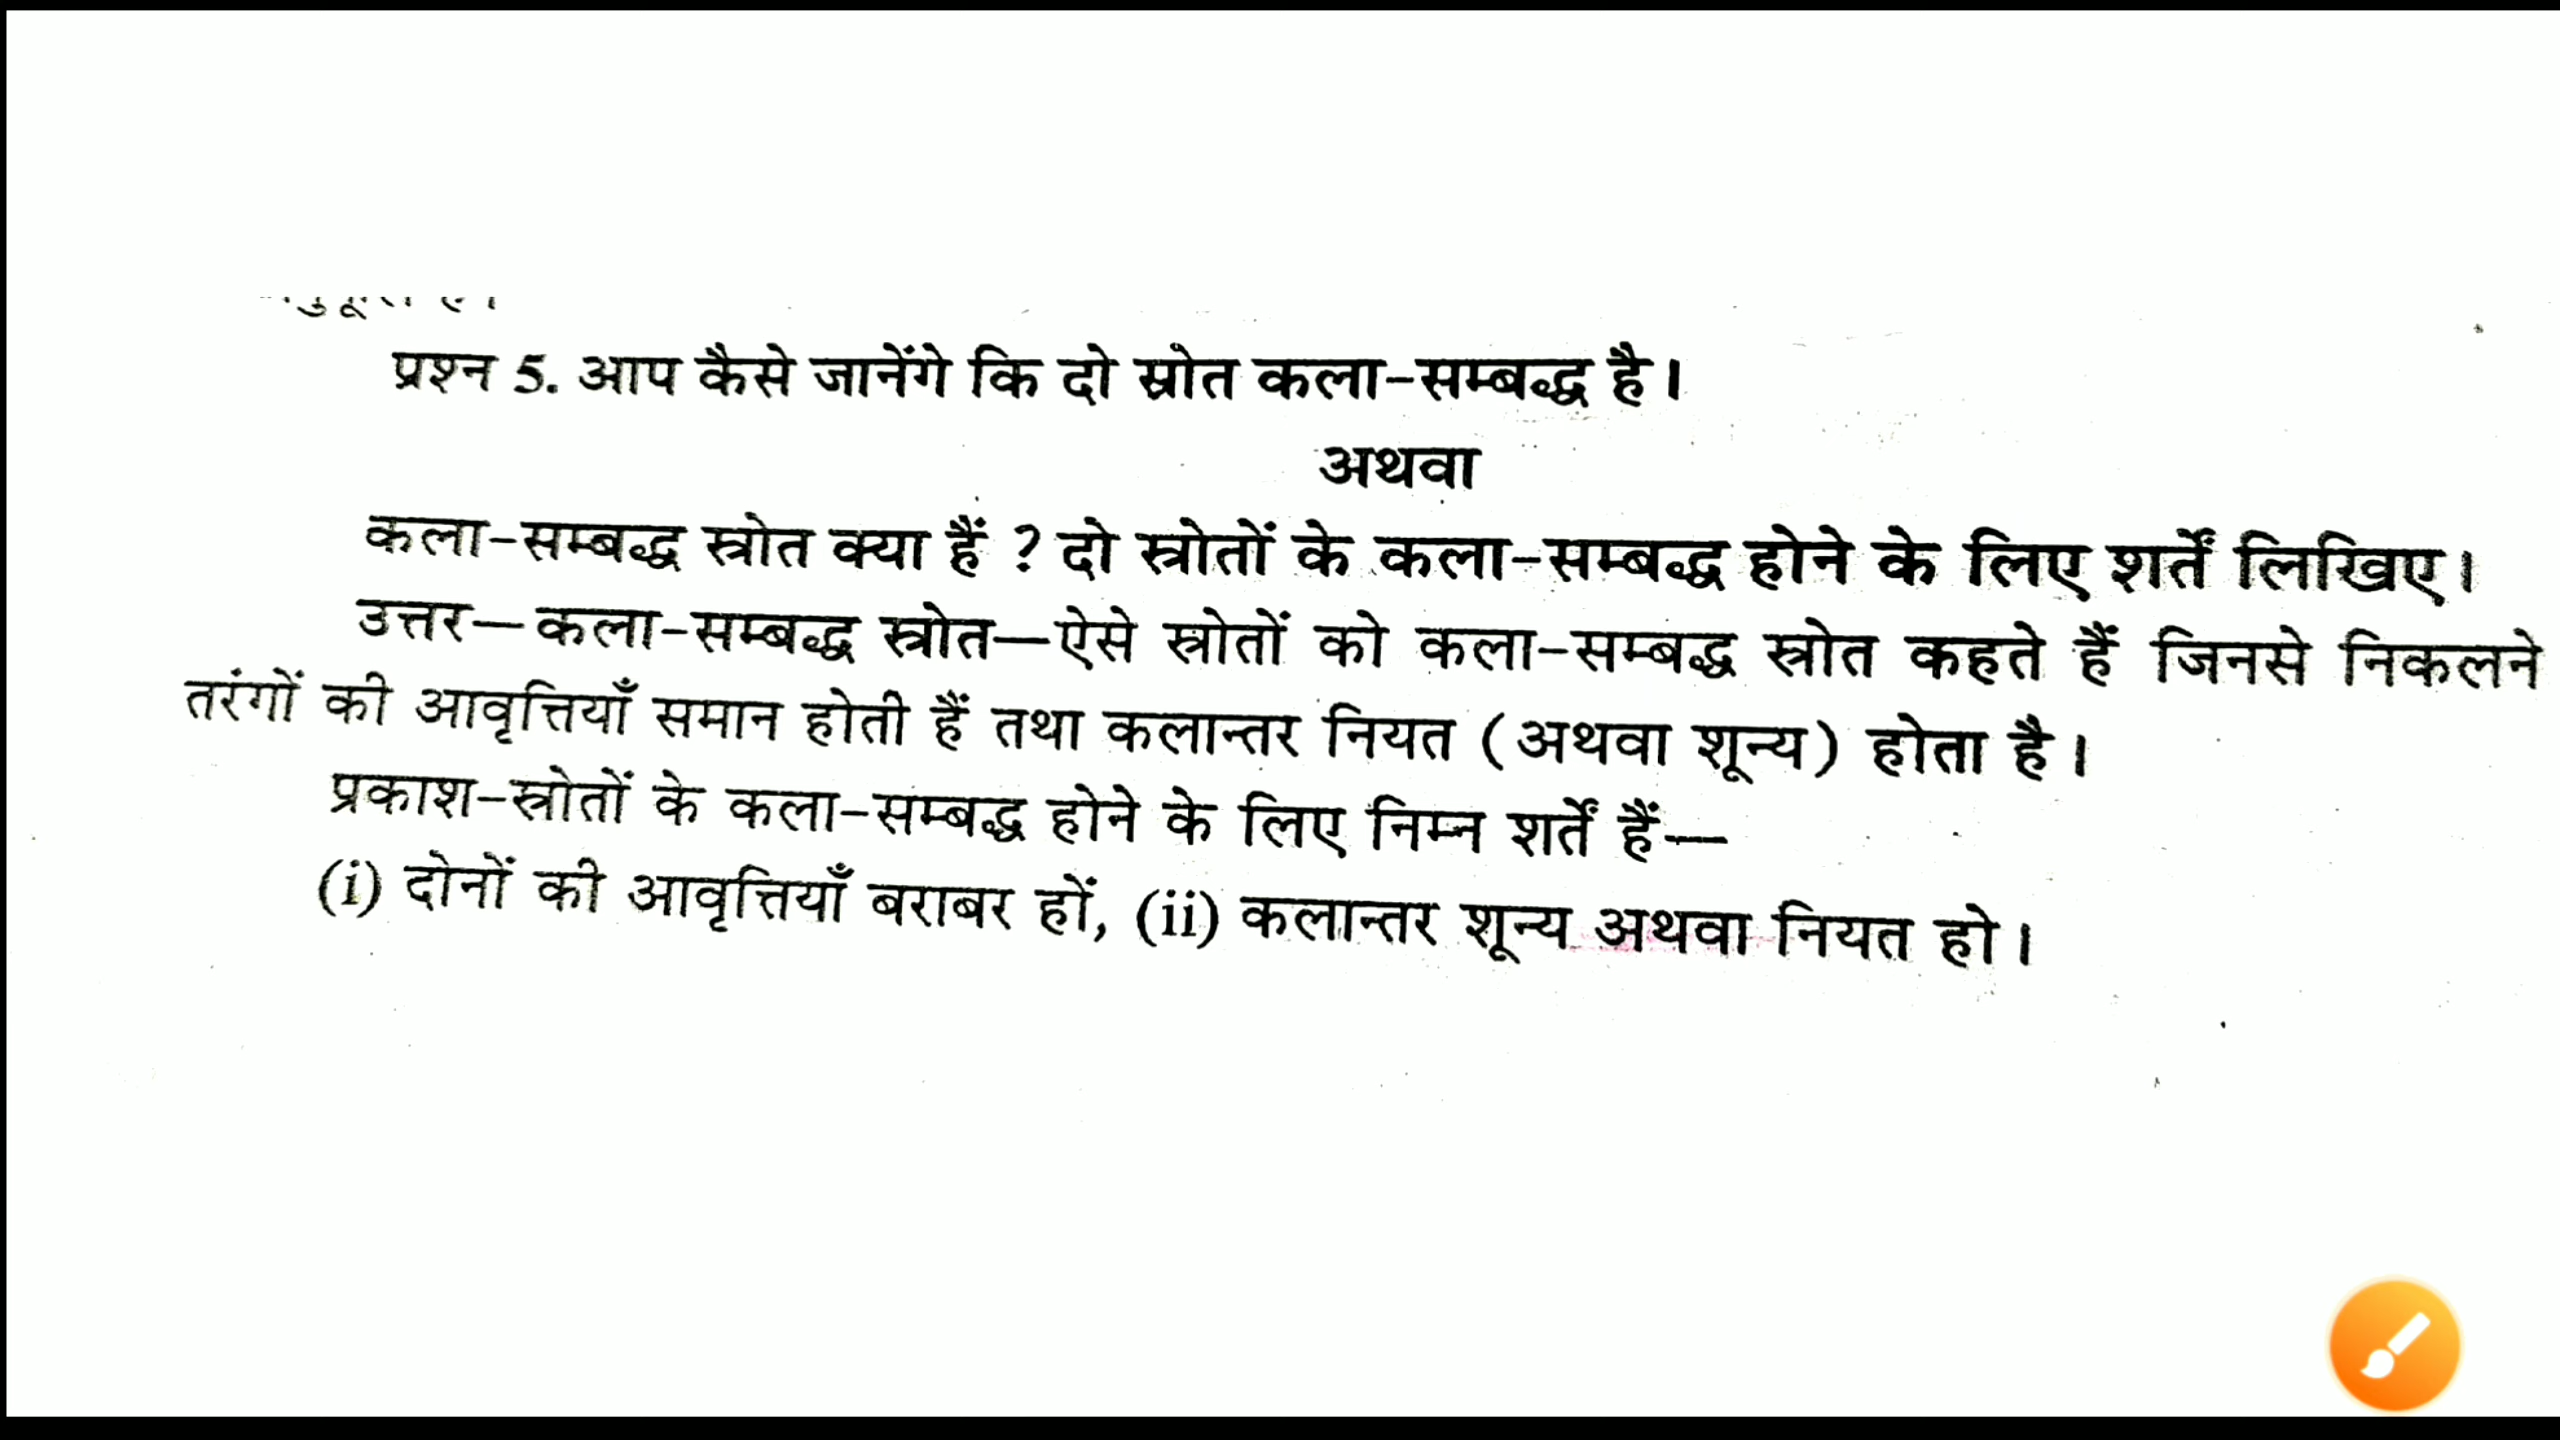 प्रश्न 5. आप कैसे जानेंगे कि दो स्रोत कला-सम्बद्ध है।
अथवा
कला-सम्बद्ध स्रोत क्या हैं ? दो स्रोतों के कला-सम्बद्ध होने के लिए शर्तें लिखिए।
उत्तर—कला-सम्बद्ध स्रोत—ऐसे स्रोतों को कला-सम्बद्ध स्रोत कहते हैं जिनसे निकलने
तरंगों की आवृत्तियाँ समान होती हैं तथा कलान्तर नियत (अथवा शून्य) होता है।
प्रकाश-स्रोतों के कला-सम्बद्ध होने के लिए निम्न शर्तें हैं—
(i) दोनों की आवृत्तियाँ बराबर हों, (ii) कलान्तर शून्य अथवा नियत हो।